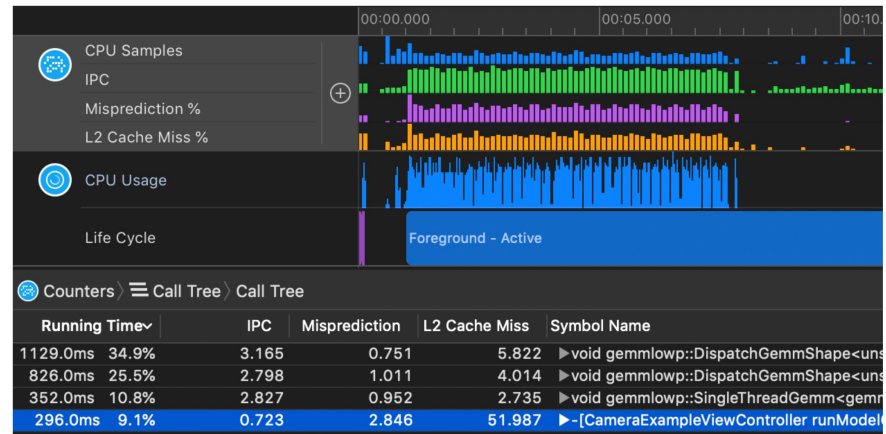 00:00.000 00:05.000 00:10.
CPU Samples
IPC
Misprediction %
L2 Cache Miss %
CPU Usage
Life Cycle
Foreground - Active
Counters Call Tree Call Tree
Running Time IPC Misprediction L2 Cache Miss Symbol Name
1129.0ms 34.9% 3.165 0.751 5.822 void gemmlowp::DispatchGemmShape<uns
826.0ms 25.5% 2.798 1.011 4.014 void gemmlowp::DispatchGemmShape<uns
352.0ms 10.8% 2.827 0.952 2.735 void gemmlowp::SingleThreadGemm<gemm
296.0ms 9.1% 0.723 2.846 51.987 -[CameraExampleViewController runModel